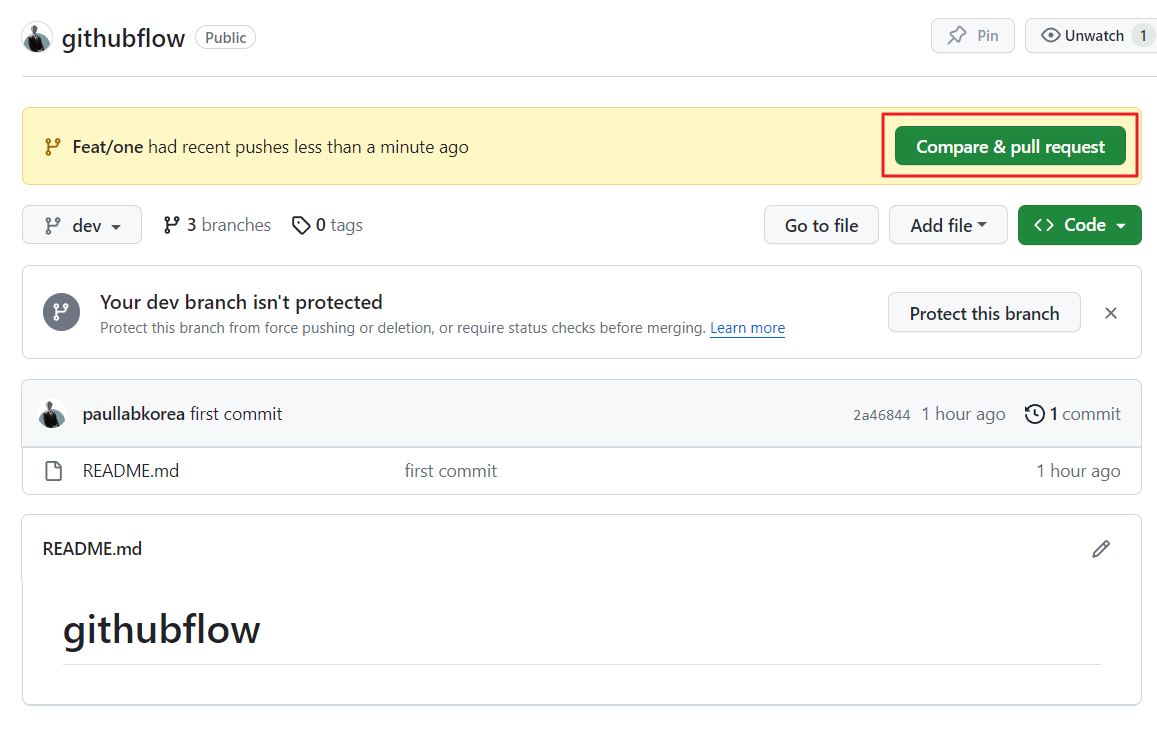 githubflow Public Pin Unwatch 1
Feat/one had recent pushes less than a minute ago Compare & pull request
dev 3 branches 0 tags Go to file Add file Code
Your dev branch isn't protected
Protect this branch from force pushing or deletion, or require status checks before merging. Learn more Protect this branch
paullabkorea first commit 2a46844 1 hour ago 1 commit
README.md first commit 1 hour ago
README.md
githubflow